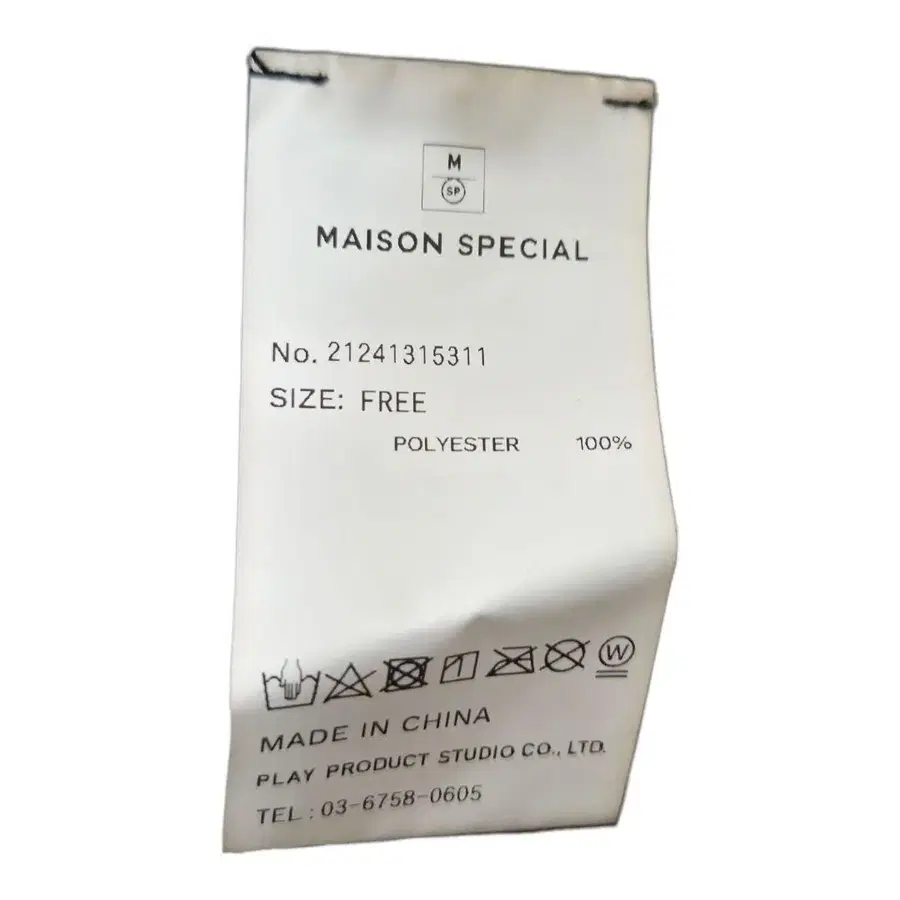 M
SP
MAISON SPECIAL
No. 21241315311
SIZE: FREE
POLYESTER 100%
W
MADE IN CHINA
PLAY PRODUCT STUDIO CO., LTD.
TEL : 03-6758-0605